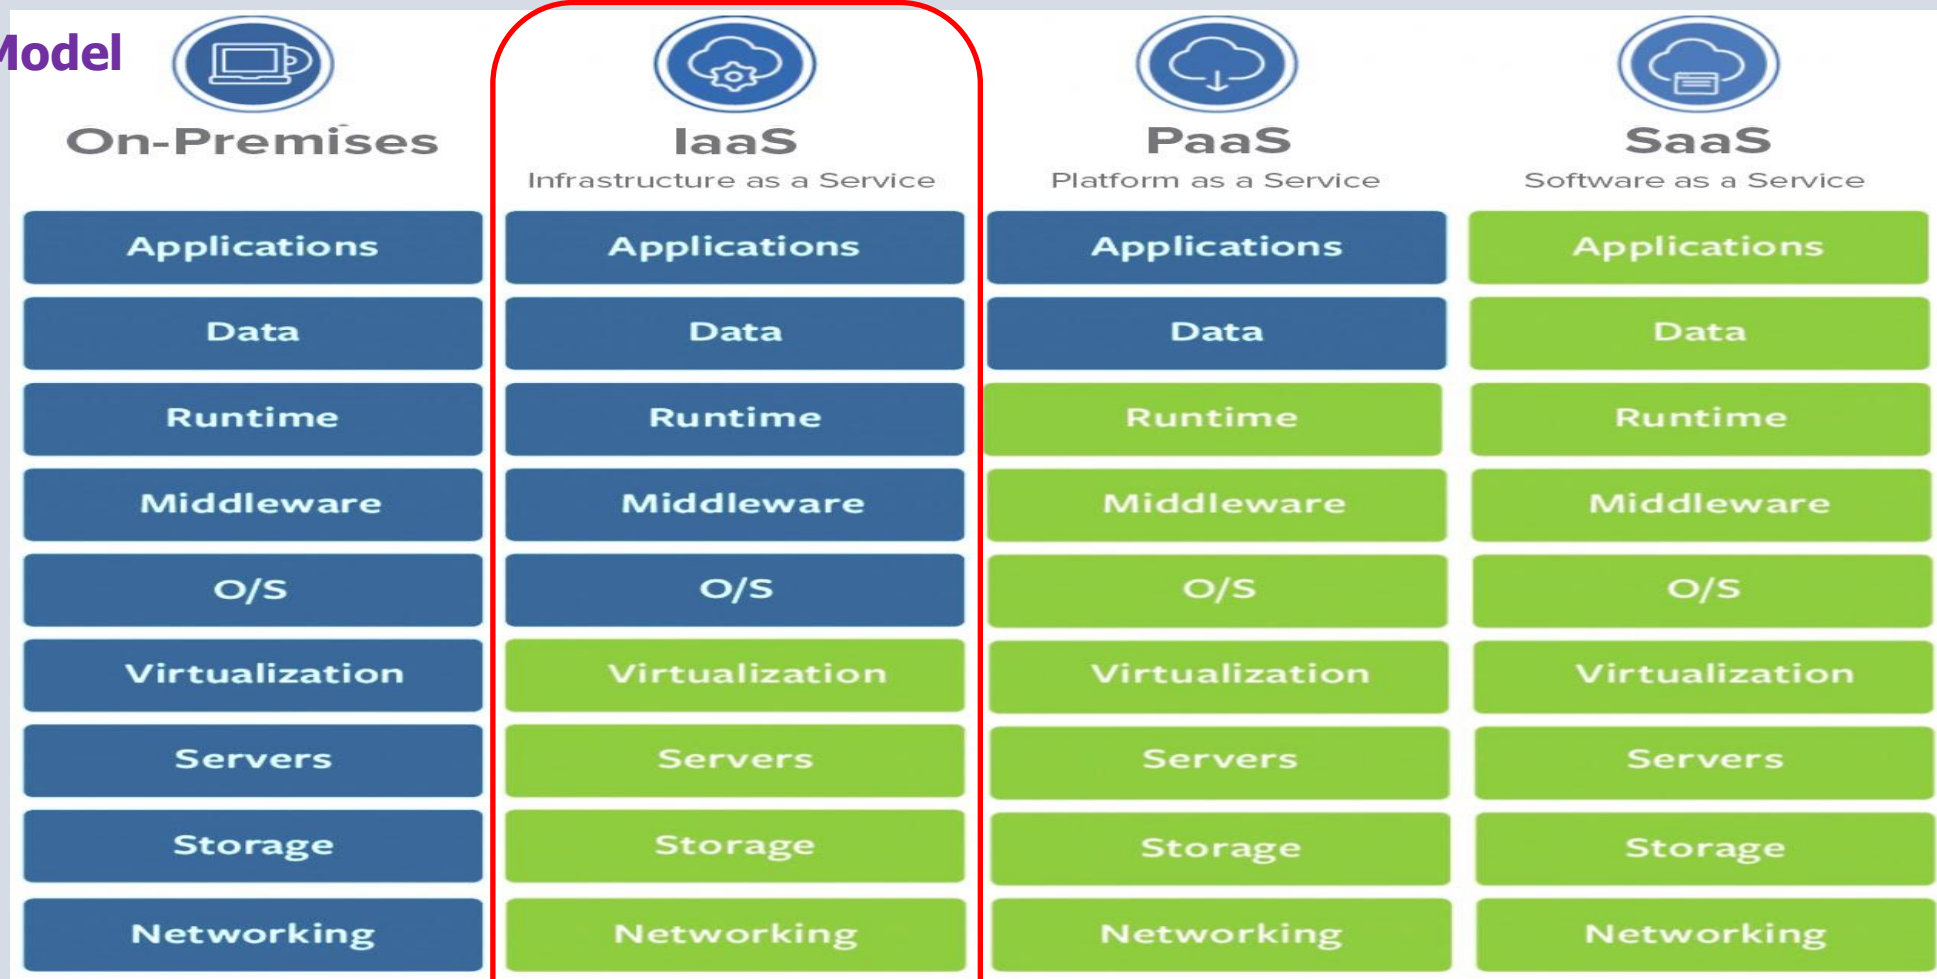 Model
On-Premises
IaaS
Infrastructure as a Service
PaaS
Platform as a Service
SaaS
Software as a Service
Applications Applications Applications Applications
Data Data Data Data
Runtime Runtime Runtime Runtime
Middleware Middleware Middleware Middleware
O/S O/S O/S O/S
Virtualization Virtualization Virtualization Virtualization
Servers Servers Servers Servers
Storage Storage Storage Storage
Networking Networking Networking Networking